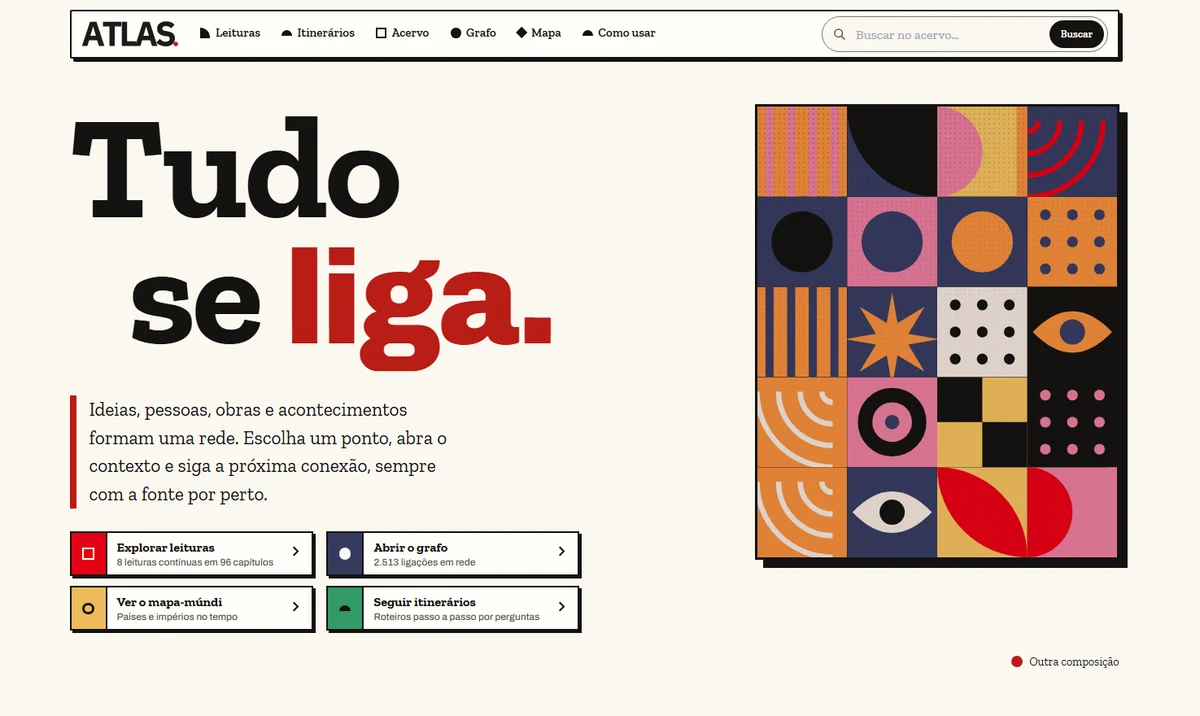 ATLAS.
Leituras
Itinerários
Acervo
Grafo
Mapa
Como usar
Buscar no acervo...
Buscar
Tudo
se liga.
Ideias, pessoas, obras e acontecimentos
formam uma rede. Escolha um ponto, abra o
contexto e siga a próxima conexão, sempre
com a fonte por perto.
Explorar leituras
8 leituras contínuas em 96 capítulos
Abrir o grafo
2.513 ligações em rede
Ver o mapa-múndi
Países e impérios no tempo
Seguir itinerários
Roteiros passo a passo por perguntas
Outra composição